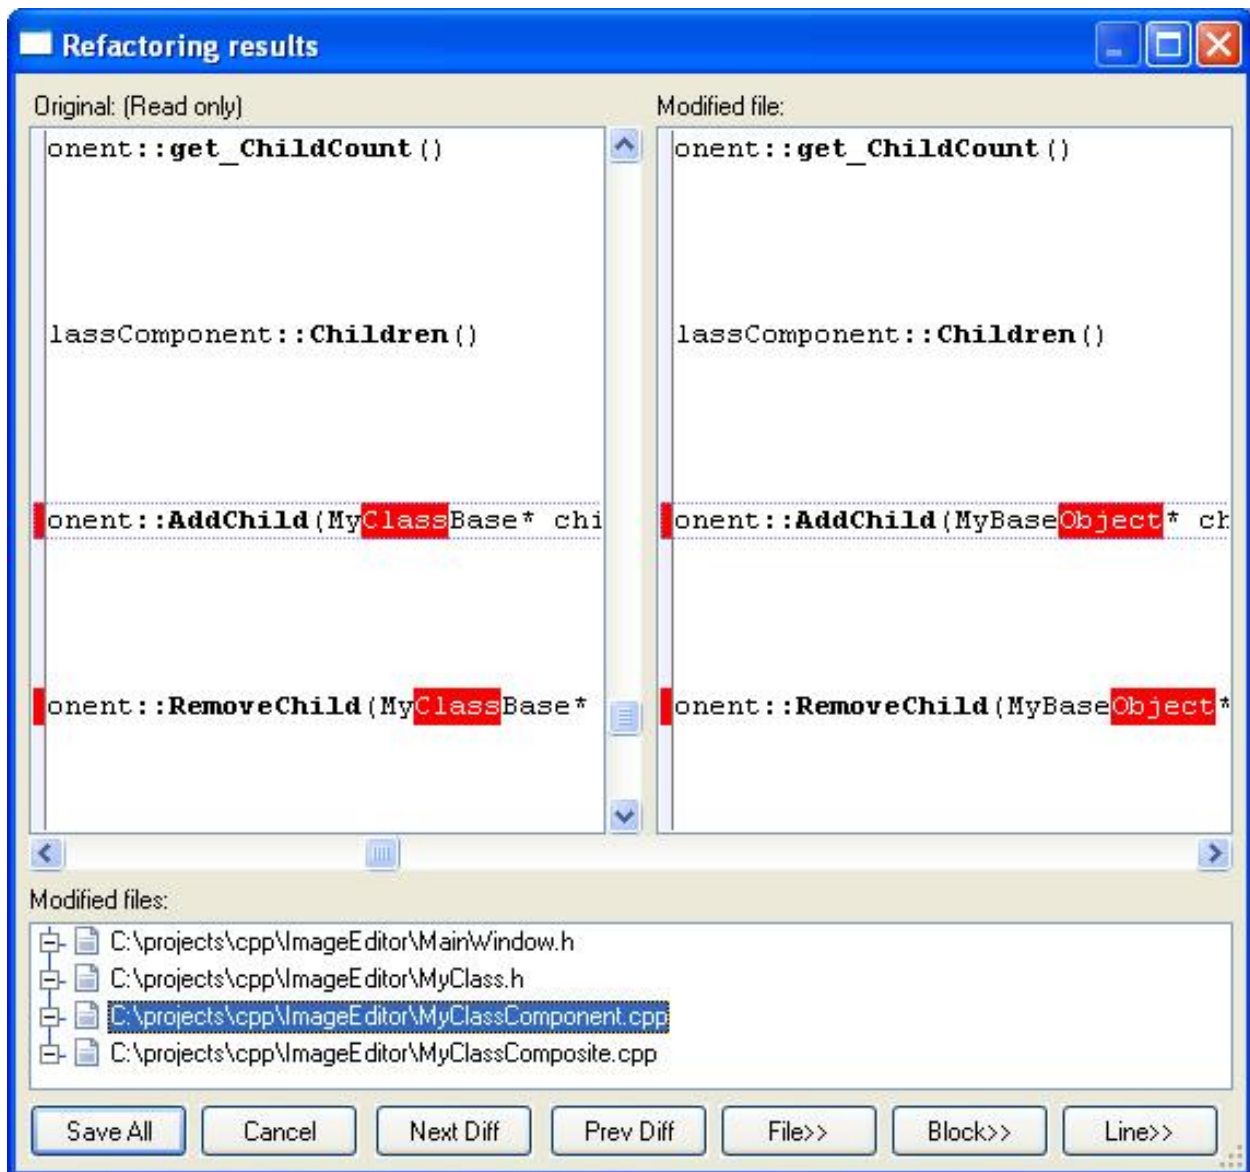 Refactoring results
Original: (Read only)
onent::get_ChildCount()
lassComponent::Children()
onent::AddChild(MyClassBase* chi
onent::RemoveChild(MyClassBase*
Modified file:
onent::get_ChildCount()
lassComponent::Children()
onent::AddChild(MyBaseObject* ch
onent::RemoveChild(MyBaseObject*
Modified files:
C:\projects\cpp\ImageEditor\MainWindow.h
C:\projects\cpp\ImageEditor\MyClass.h
C:\projects\cpp\ImageEditor\MyClassComponent.cpp
C:\projects\cpp\ImageEditor\MyClassComposite.cpp
Save All Cancel Next Diff Prev Diff File>> Block>> Line>>